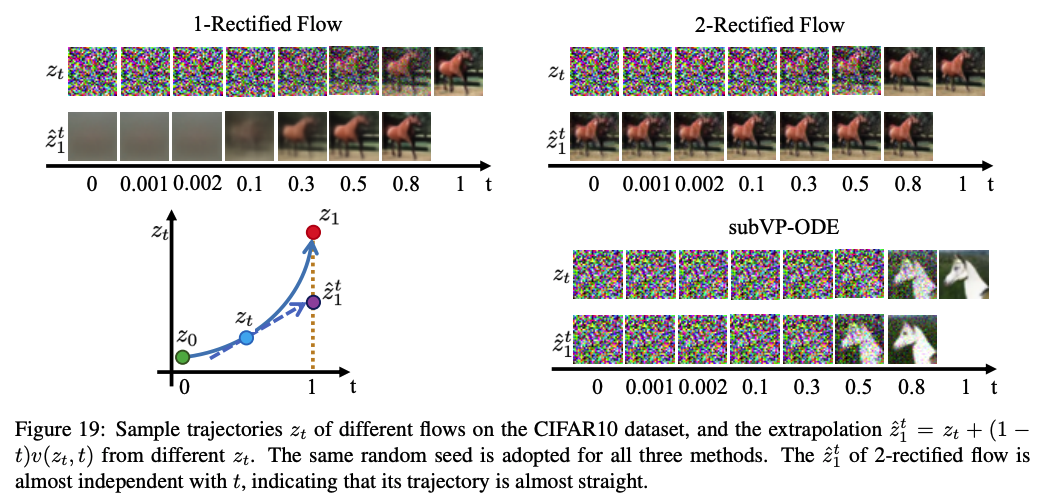 1-Rectified Flow
z_t
ẑ_1^t
0 0.001 0.002 0.1 0.3 0.5 0.8 1 t
2-Rectified Flow
z_t
ẑ_1^t
0 0.001 0.002 0.1 0.3 0.5 0.8 1 t
z_t
z_1
ẑ_1^t
z_t
z_0
0 1 t
subVP-ODE
z_t
ẑ_1^t
0 0.001 0.002 0.1 0.3 0.5 0.8 1 t
Figure 19: Sample trajectories z_t of different flows on the CIFAR10 dataset, and the extrapolation ẑ_1^t = z_t + (1 −
t)v(z_t, t) from different z_t. The same random seed is adopted for all three methods. The ẑ_1^t of 2-rectified flow is
almost independent with t, indicating that its trajectory is almost straight.